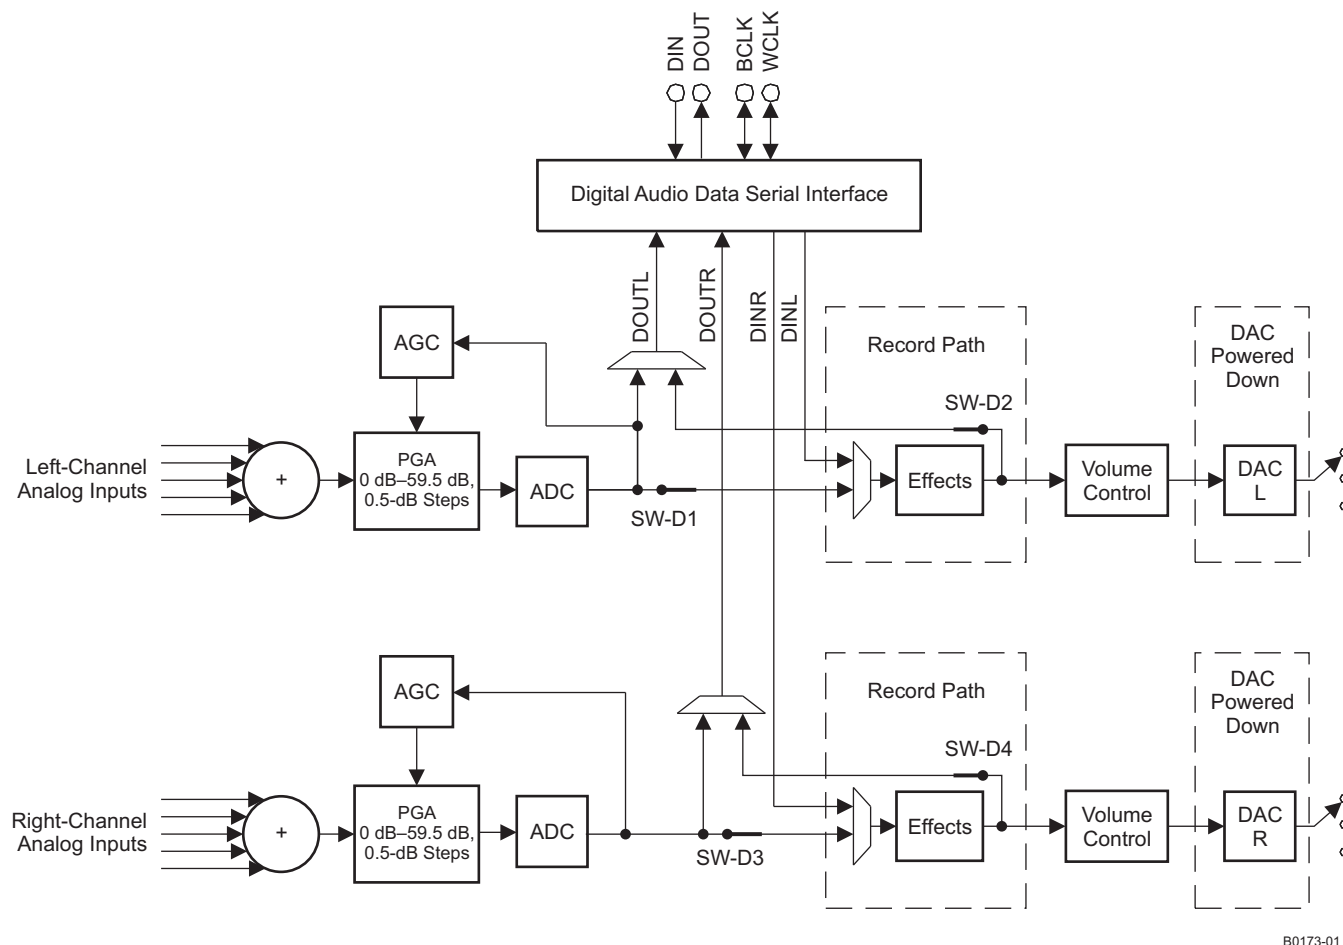 DIN
DOUT
BCLK
WCLK
Digital Audio Data Serial Interface
DOUTL
DOUTR
DINR
DINL
AGC
Record Path
DAC
Powered
Down
SW-D2
Left-Channel
Analog Inputs
+
PGA
0 dB–59.5 dB,
0.5-dB Steps
ADC
SW-D1
Effects
Volume
Control
DAC
L
AGC
Record Path
DAC
Powered
Down
SW-D4
Right-Channel
Analog Inputs
+
PGA
0 dB–59.5 dB,
0.5-dB Steps
ADC
SW-D3
Effects
Volume
Control
DAC
R
B0173-01